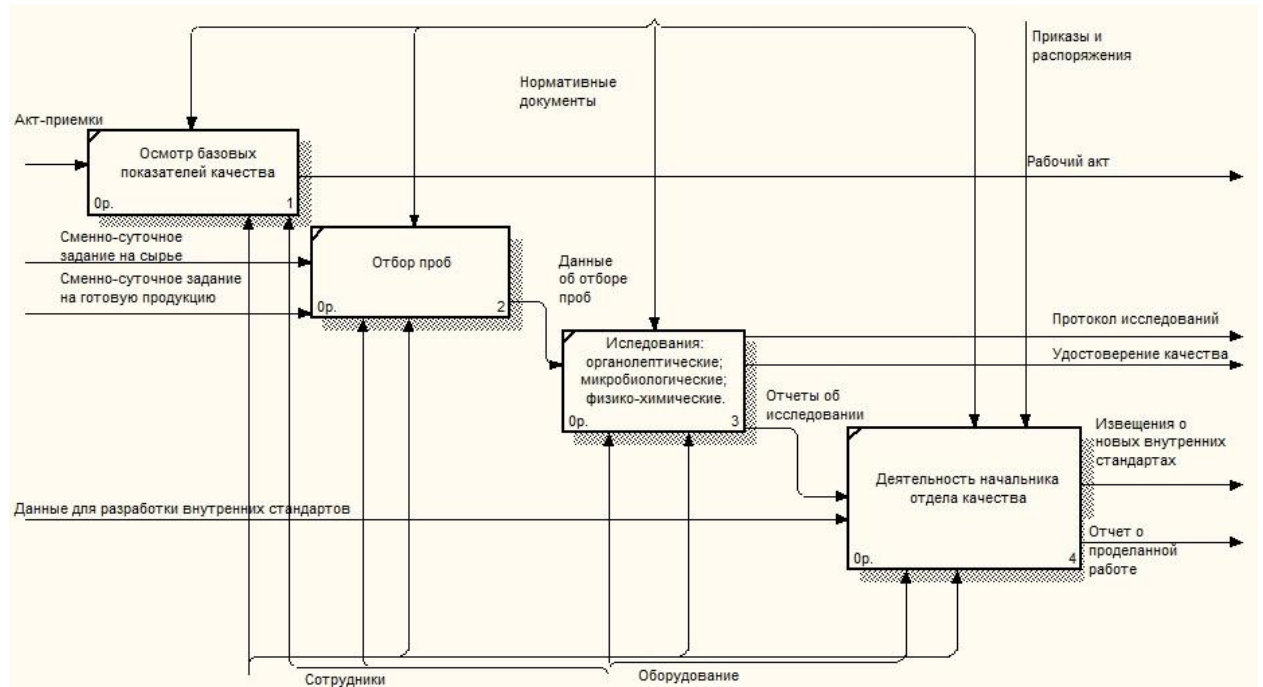 Приказы и
распоряжения
Нормативные
документы
Акт-приемки
Осмотр базовых
показателей качества
0р.
1
Рабочий акт
Сменно-суточное
задание на сырье
Сменно-суточное задание
на готовую продукцию
Отбор проб
0р.
2
Данные
об отборе
проб
Иследования:
органолептические;
микробиологические;
физико-химические.
0р.
3
Протокол исследований
Удостоверение качества
Отчеты об
исследовании
Данные для разработки внутренних стандартов
Деятельность начальника
отдела качества
0р.
4
Извещения о
новых внутренних
стандартах
Отчет о
проделанной
работе
Сотрудники
Оборудование